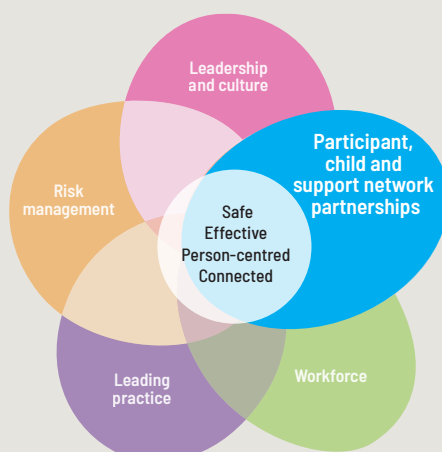 Leadership
and culture
Participant,
child and
support network
partnerships
Risk
management
Safe
Effective
Person-centred
Connected
Leading
practice
Workforce